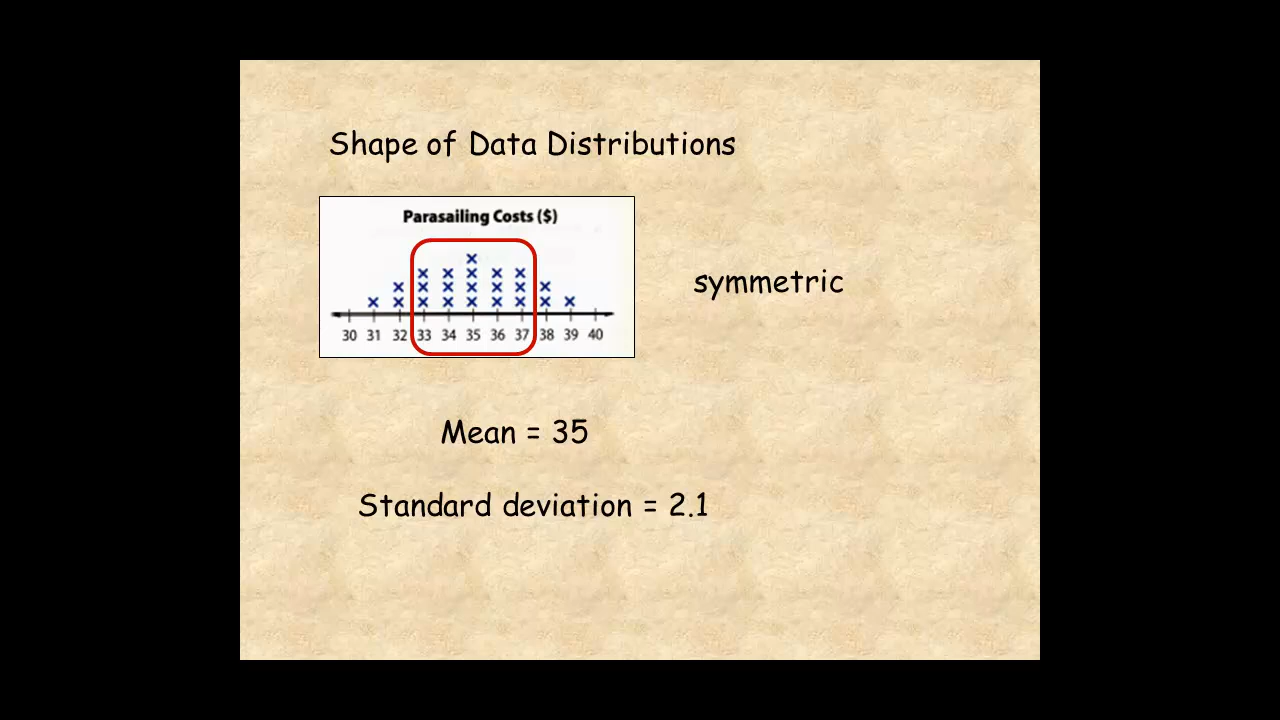 Shape of Data Distributions
Parasailing Costs ($)
30 31 32 33 34 35 36 37 38 39 40
symmetric
Mean = 35
Standard deviation = 2.1